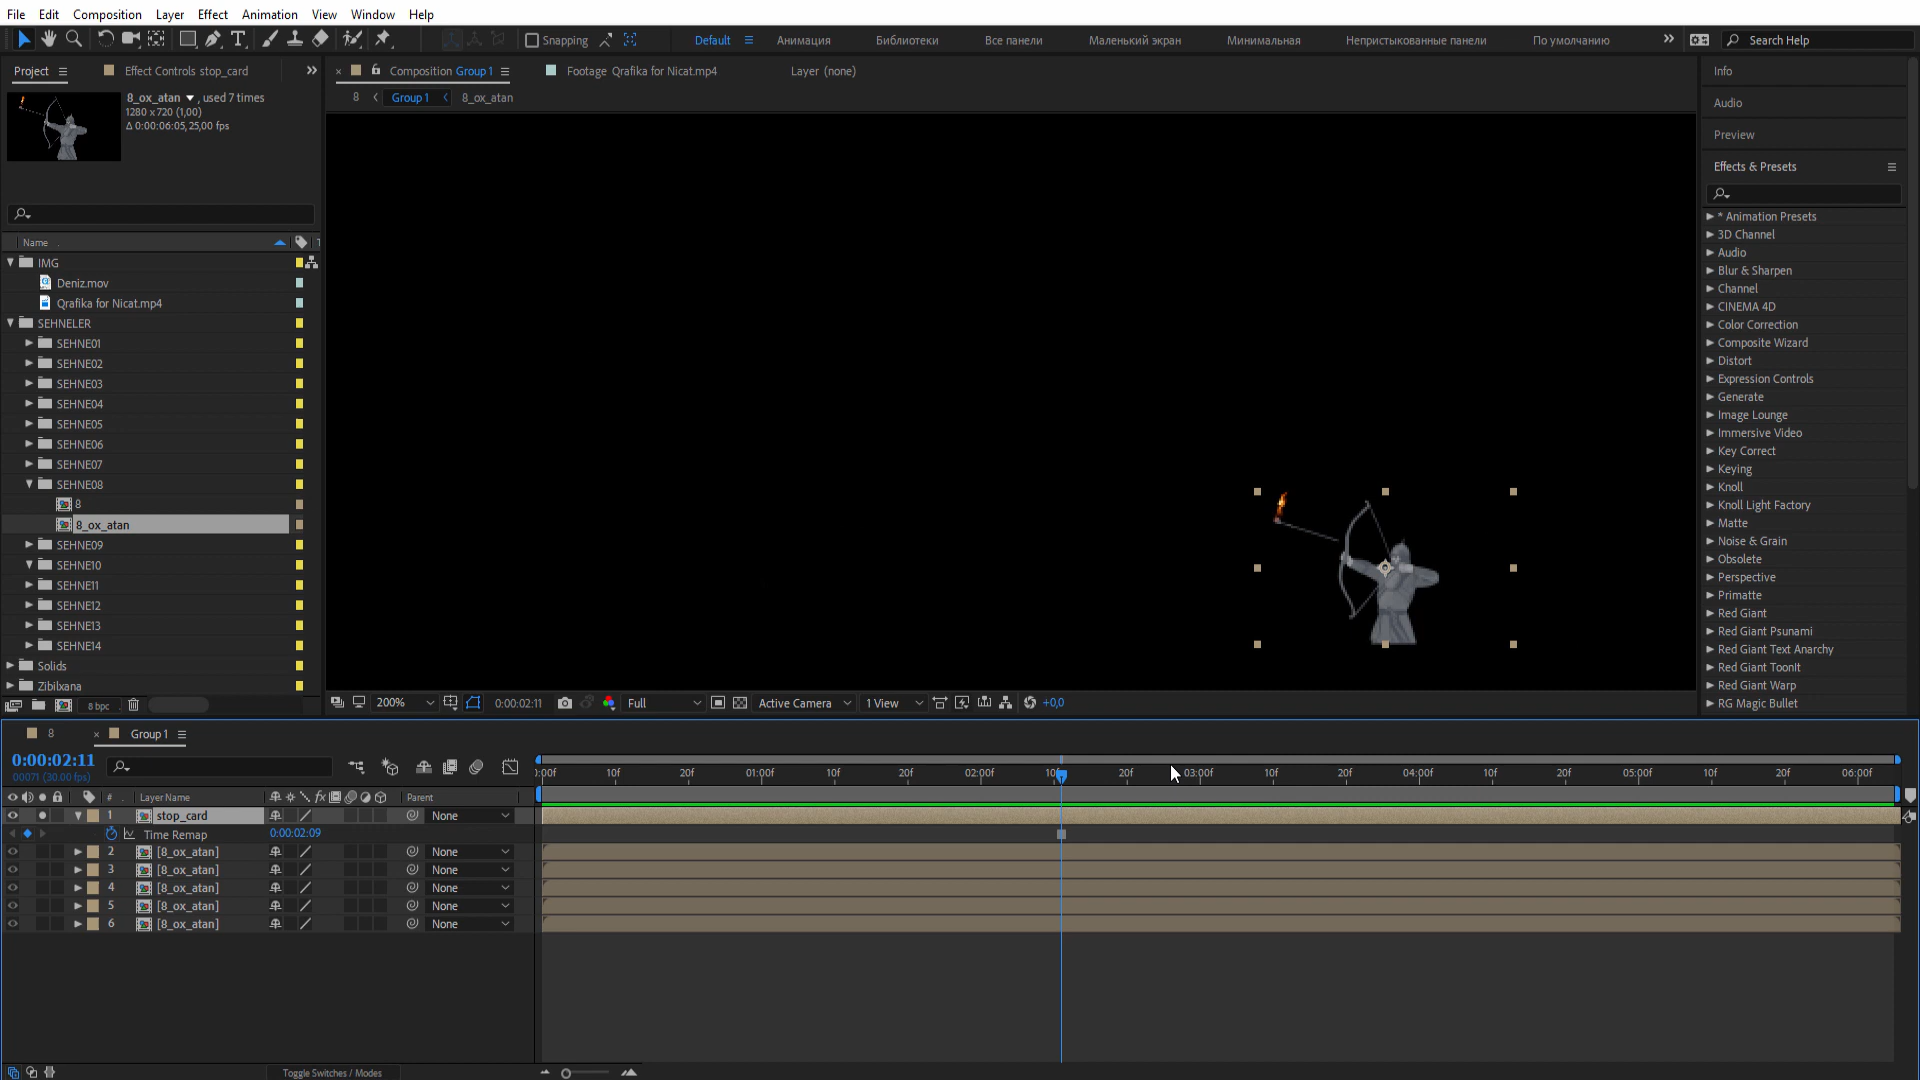 File Edit Composition Layer Effect Animation View Window Help
Snapping
Default Анимация Библиотеки Все панели Маленький экран Минимальная Непристыкованные панели По умолчанию
Search Help
Project
Effect Controls stop_card
Composition Group 1
Footage Qrafika for Nicat.mp4
Layer (none)
8 Group 1 8_ox_atan
8_ox_atan , used 7 times
1280 x 720 (1,00)
Δ 0:00:06:05, 25,00 fps
Name
IMG
Deniz.mov
Qrafika for Nicat.mp4
SEHNELER
SEHNE01
SEHNE02
SEHNE03
SEHNE04
SEHNE05
SEHNE06
SEHNE07
SEHNE08
8
8_ox_atan
SEHNE09
SEHNE10
SEHNE11
SEHNE12
SEHNE13
SEHNE14
Solids
Zibilxana
8 bpc
200% 0:00:02:11 Full Active Camera 1 View +0,0
Info
Audio
Preview
Effects & Presets
* Animation Presets
3D Channel
Audio
Blur & Sharpen
Channel
CINEMA 4D
Color Correction
Composite Wizard
Distort
Expression Controls
Generate
Image Lounge
Immersive Video
Key Correct
Keying
Knoll
Knoll Light Factory
Matte
Noise & Grain
Obsolete
Perspective
Primatte
Red Giant
Red Giant Psunami
Red Giant Text Anarchy
Red Giant ToonIt
Red Giant Warp
RG Magic Bullet
8 Group 1
0:00:02:11
00071 (30.00 fps)
# Layer Name Parent
:00f 10f 20f 01:00f 10f 20f 02:00f 10f 20f 03:00f 10f 20f 04:00f 10f 20f 05:00f 10f 20f 06:00f
1 stop_card None
Time Remap 0:00:02:09
2 [8_ox_atan] None
3 [8_ox_atan] None
4 [8_ox_atan] None
5 [8_ox_atan] None
6 [8_ox_atan] None
Toggle Switches / Modes